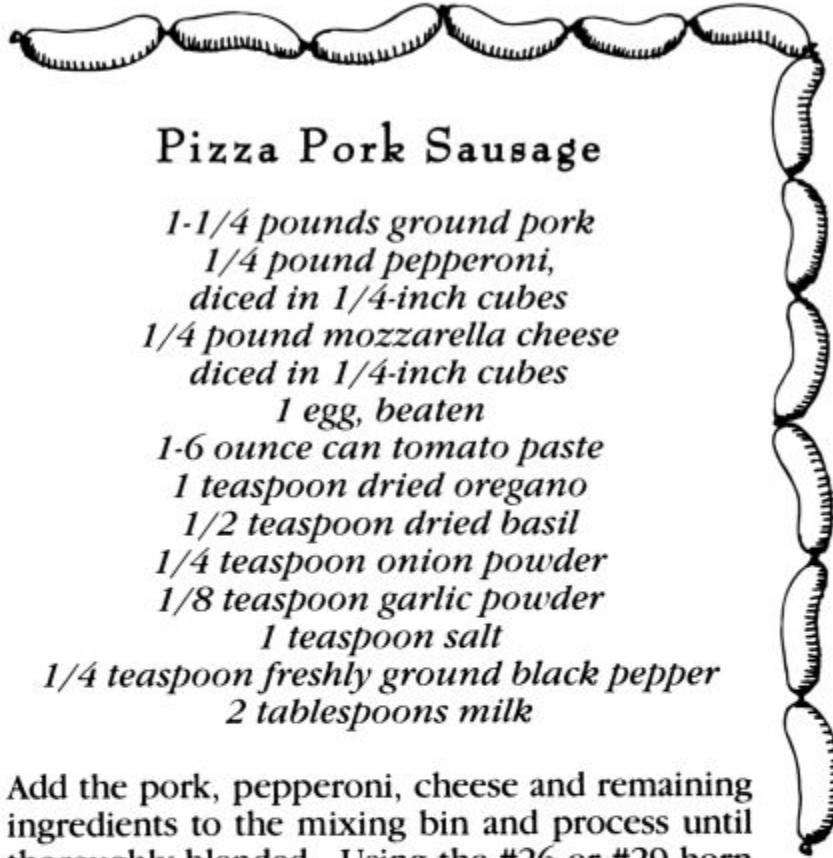 Pizza Pork Sausage
1-1/4 pounds ground pork
1/4 pound pepperoni,
diced in 1/4-inch cubes
1/4 pound mozzarella cheese
diced in 1/4-inch cubes
1 egg, beaten
1-6 ounce can tomato paste
1 teaspoon dried oregano
1/2 teaspoon dried basil
1/4 teaspoon onion powder
1/8 teaspoon garlic powder
1 teaspoon salt
1/4 teaspoon freshly ground black pepper
2 tablespoons milk
Add the pork, pepperoni, cheese and remaining
ingredients to the mixing bin and process until
thoroughly blended. Using the #26 or #29 horn